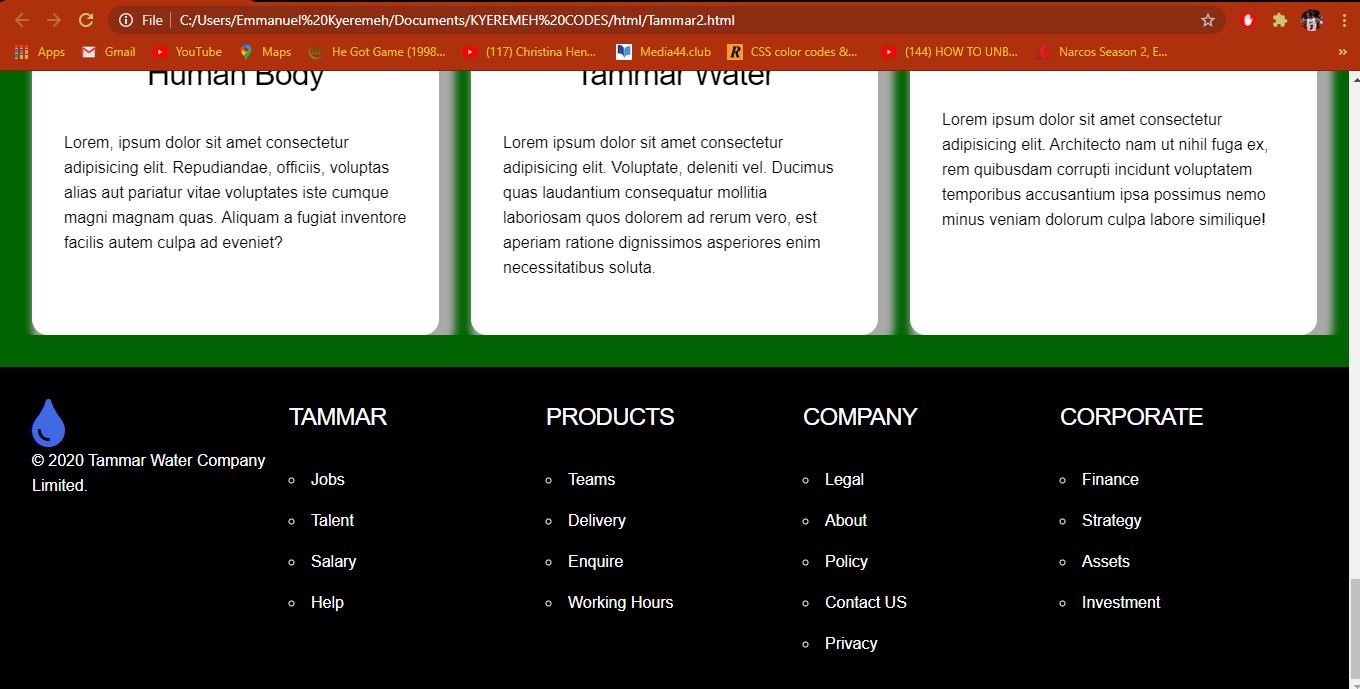 File | C:/Users/Emmanuel%20Kyeremeh/Documents/KYEREMEH%20CODES/html/Tammar2.html
Apps Gmail YouTube Maps He Got Game (1998... (117) Christina Hen... Media44.club CSS color codes &... (144) HOW TO UNB... Narcos Season 2, E... »
Human Body
Lorem, ipsum dolor sit amet consectetur
adipisicing elit. Repudiandae, officiis, voluptas
alias aut pariatur vitae voluptates iste cumque
magni magnam quas. Aliquam a fugiat inventore
facilis autem culpa ad eveniet?
Tammar Water
Lorem ipsum dolor sit amet consectetur
adipisicing elit. Voluptate, deleniti vel. Ducimus
quas laudantium consequatur mollitia
laboriosam quos dolorem ad rerum vero, est
aperiam ratione dignissimos asperiores enim
necessitatibus soluta.
Lorem ipsum dolor sit amet consectetur
adipisicing elit. Architecto nam ut nihil fuga ex,
rem quibusdam corrupti incidunt voluptatem
temporibus accusantium ipsa possimus nemo
minus veniam dolorum culpa labore similique!
© 2020 Tammar Water Company
Limited.
TAMMAR
Jobs
Talent
Salary
Help
PRODUCTS
Teams
Delivery
Enquire
Working Hours
COMPANY
Legal
About
Policy
Contact US
Privacy
CORPORATE
Finance
Strategy
Assets
Investment